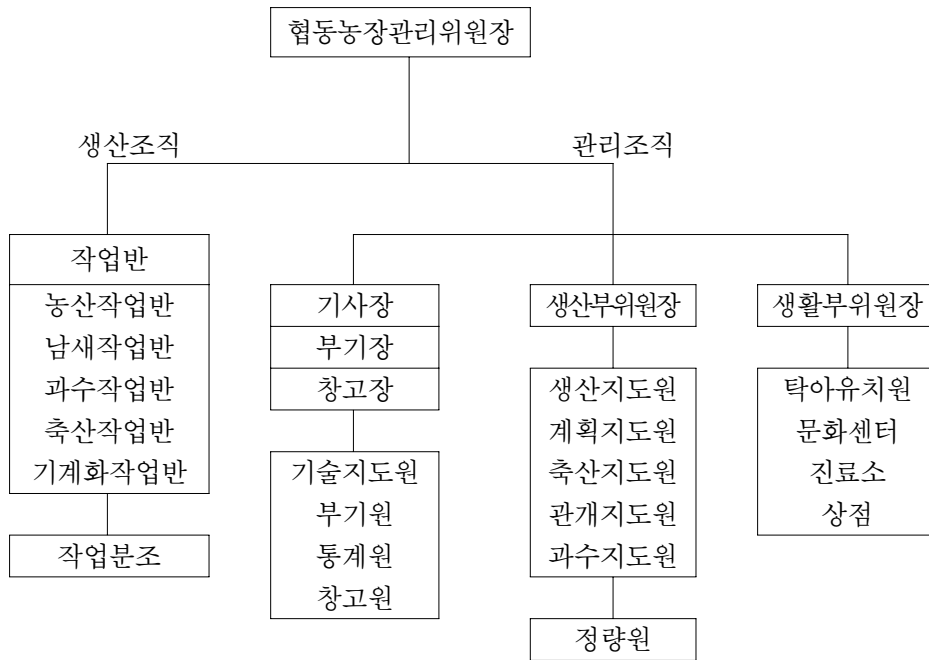 협동농장관리위원장
생산조직
관리조직
작업반
농산작업반
남새작업반
과수작업반
축산작업반
기계화작업반
작업분조
기사장
부기장
창고장
기술지도원
부기원
통계원
창고원
생산부위원장
생산지도원
계획지도원
축산지도원
관개지도원
과수지도원
정량원
생활부위원장
탁아유치원
문화센터
진료소
상점